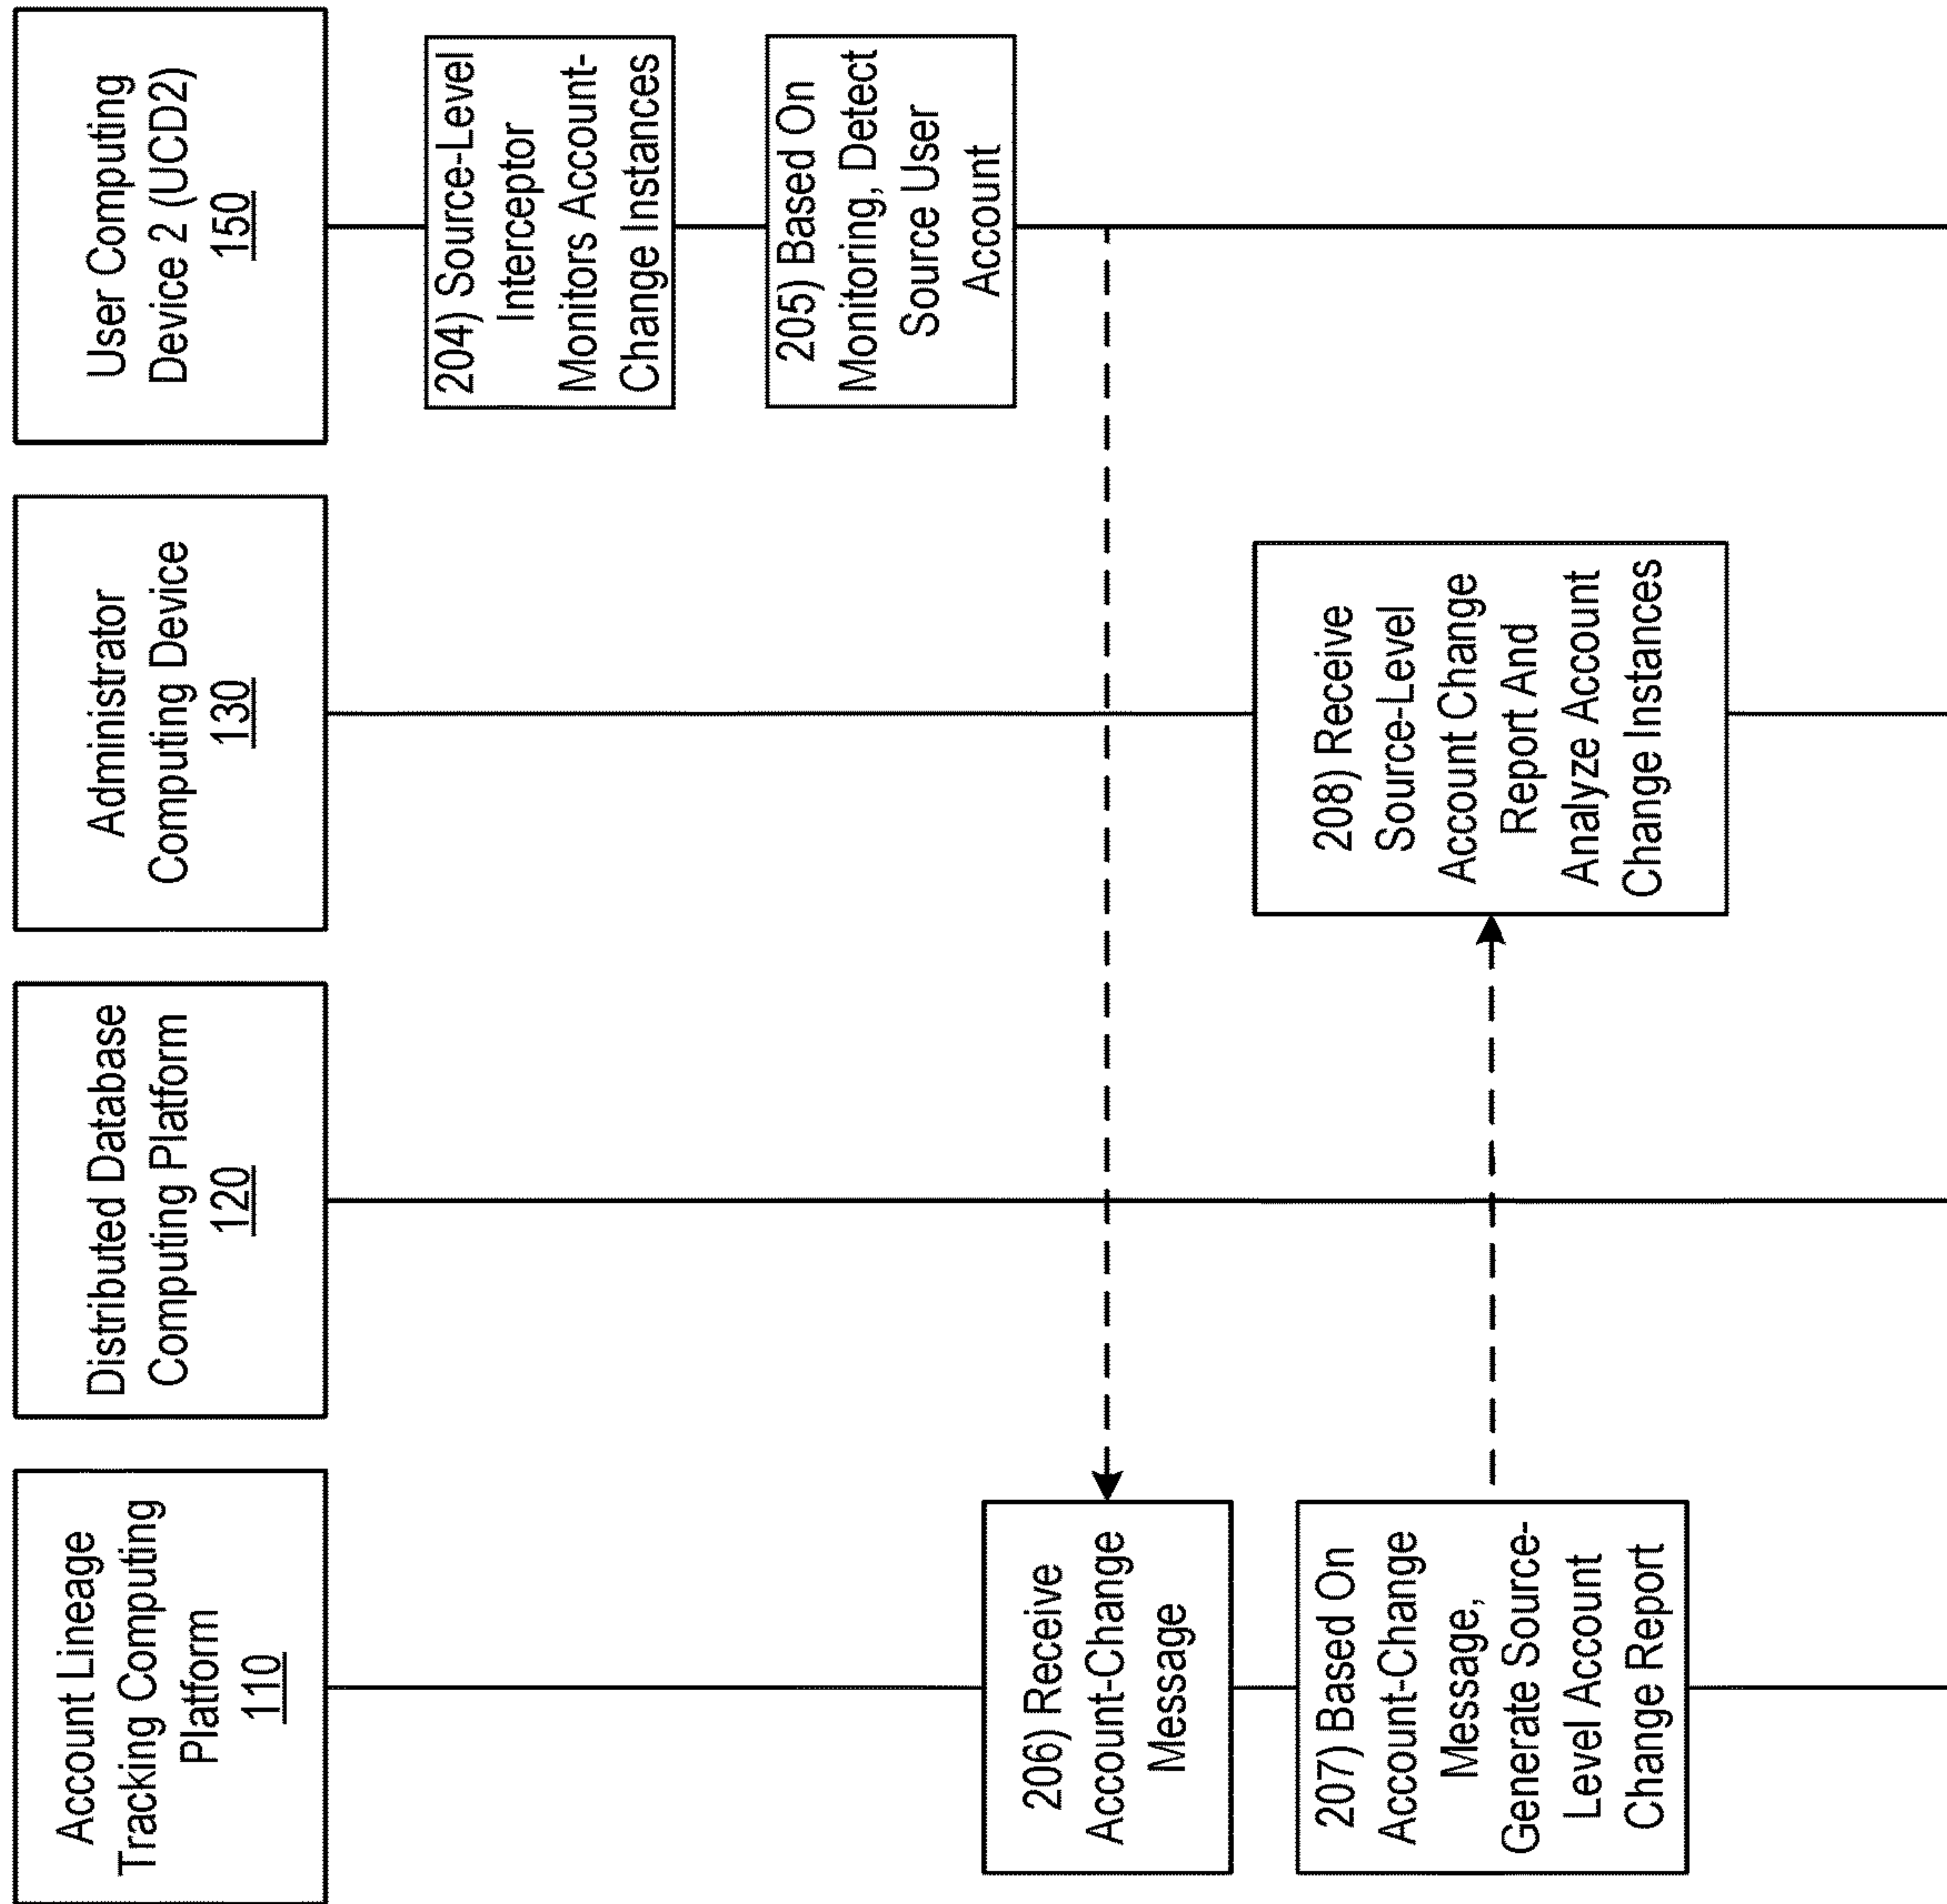 Account Lineage
Tracking Computing
Platform
110
Distributed Database
Computing Platform
120
Administrator
Computing Device
130
User Computing
Device 2 (UCD2)
150
204) Source-Level
Interceptor
Monitors Account-
Change Instances
205) Based On
Monitoring, Detect
Source User
Account
206) Receive
Account-Change
Message
207) Based On
Account-Change
Message,
Generate Source-
Level Account
Change Report
208) Receive
Source-Level
Account Change
Report And
Analyze Account
Change Instances